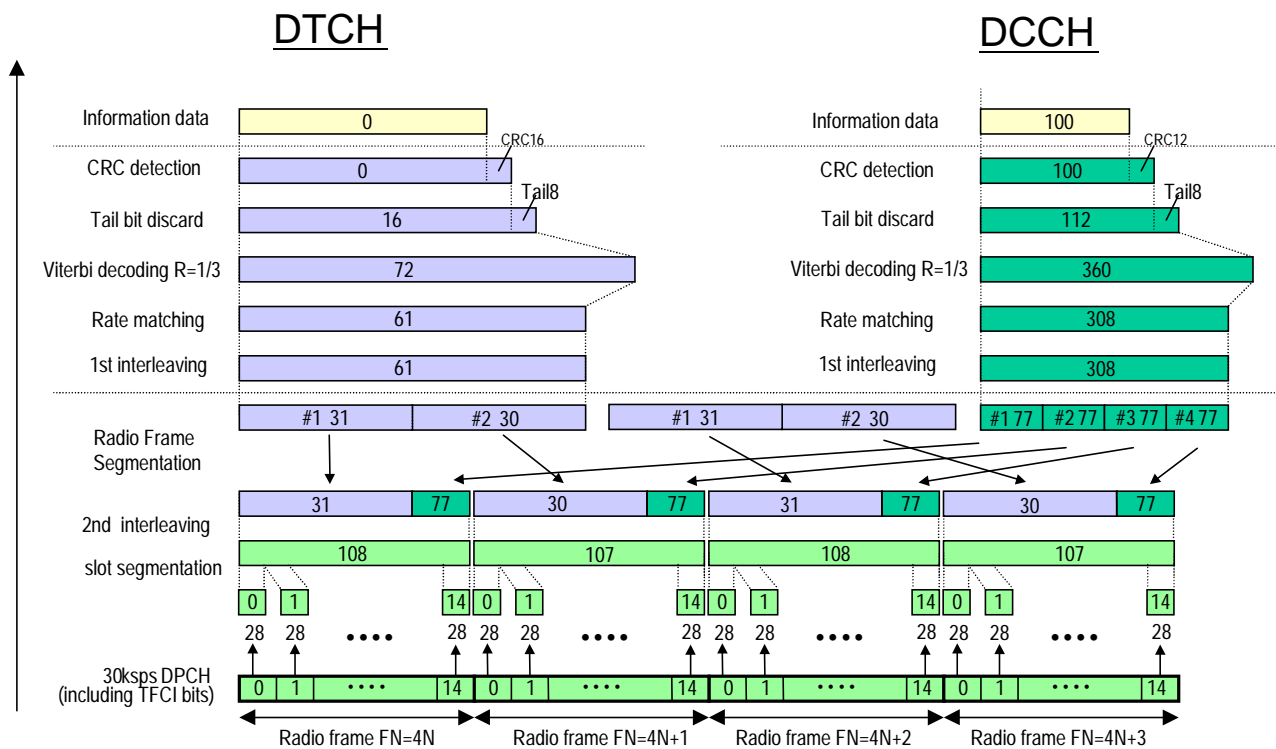 DTCH DCCH
Information data 0 Information data 100
CRC16 CRC12
CRC detection 0 CRC detection 100
Tail8 Tail8
Tail bit discard 16 Tail bit discard 112
Viterbi decoding R=1/3 72 Viterbi decoding R=1/3 360
Rate matching 61 Rate matching 308
1st interleaving 61 1st interleaving 308
#1 31 #2 30 #1 31 #2 30 #1 77 #2 77 #3 77 #4 77
Radio Frame
Segmentation
31 77 30 77 31 77 30 77
2nd interleaving
slot segmentation 108 107 108 107
0 1 14 0 1 14 0 1 14 0 1 14
28 28 •••• 28 28 28 •••• 28 28 28 •••• 28 28 28 •••• 28
30ksps DPCH
(including TFCI bits)
0 1 •••• 14 0 1 •••• 14 0 1 •••• 14 0 1 •••• 14
Radio frame FN=4N Radio frame FN=4N+1 Radio frame FN=4N+2 Radio frame FN=4N+3